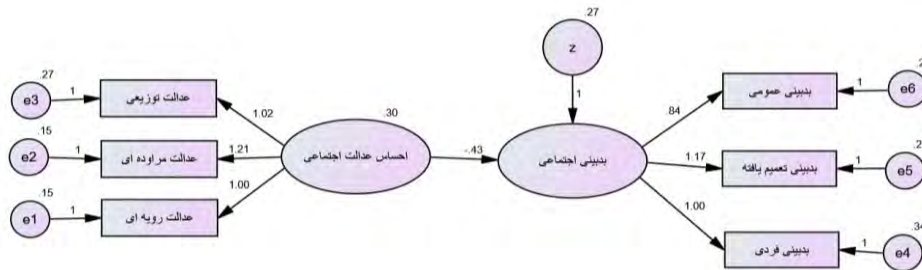 .27
z
1
.27
e3
1
عدالت توزیعی
1.02
.15
e2
1
عدالت مراوده ای
1.21
.15
e1
1
عدالت رویه ای
1.00
.30
احساس عدالت اجتماعی
-.43
بدبینی اجتماعی
.84
بدبینی عمومی
1
e6
1.17
بدبینی تعمیم یافته
1
e5
1.00
بدبینی فردی
1
.34
e4